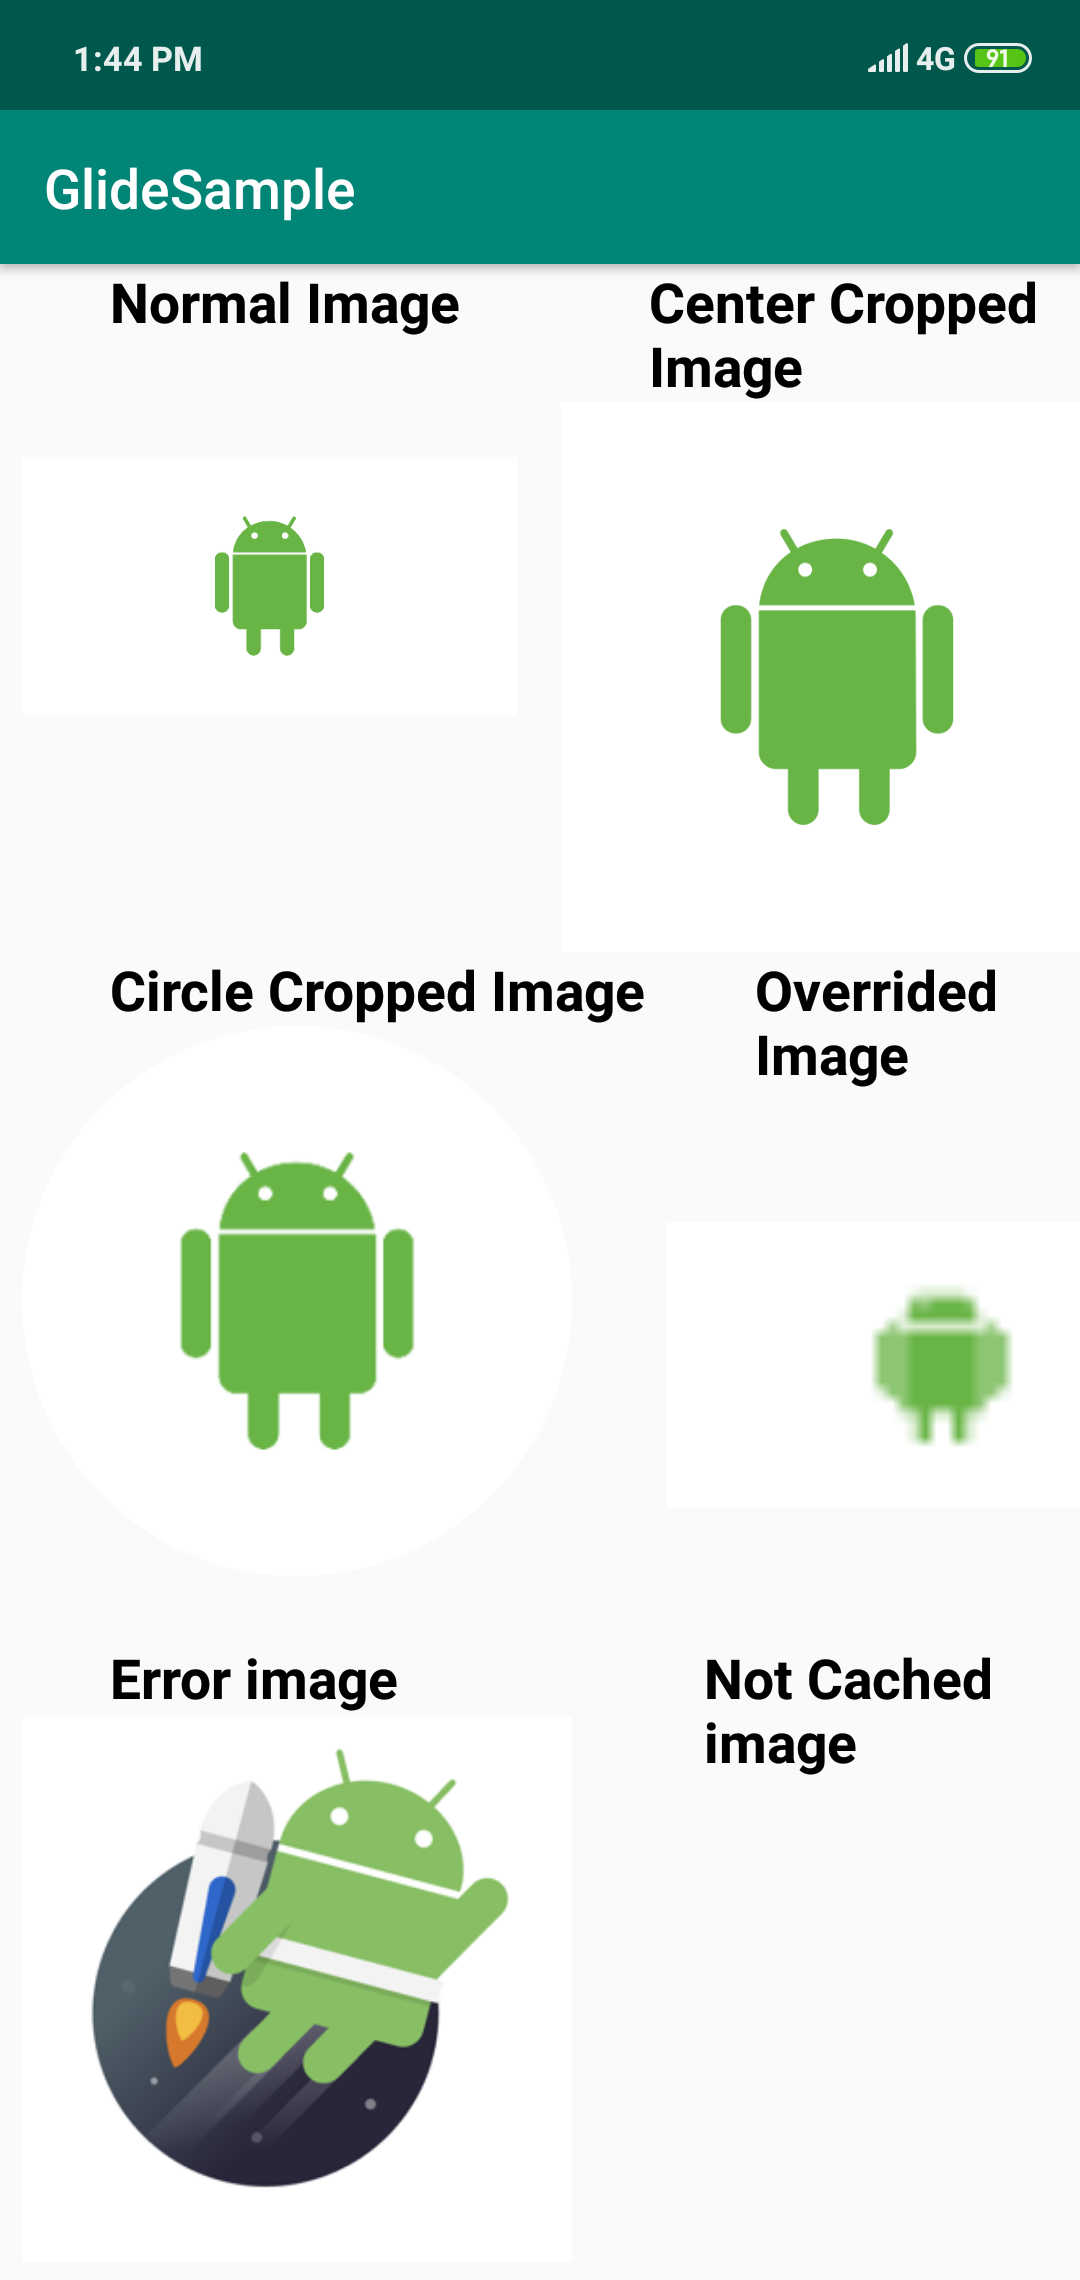 1:44 PM 4G 91
GlideSample
Normal Image
Center Cropped
Image
Circle Cropped Image
Overrided
Image
Error image
Not Cached
image